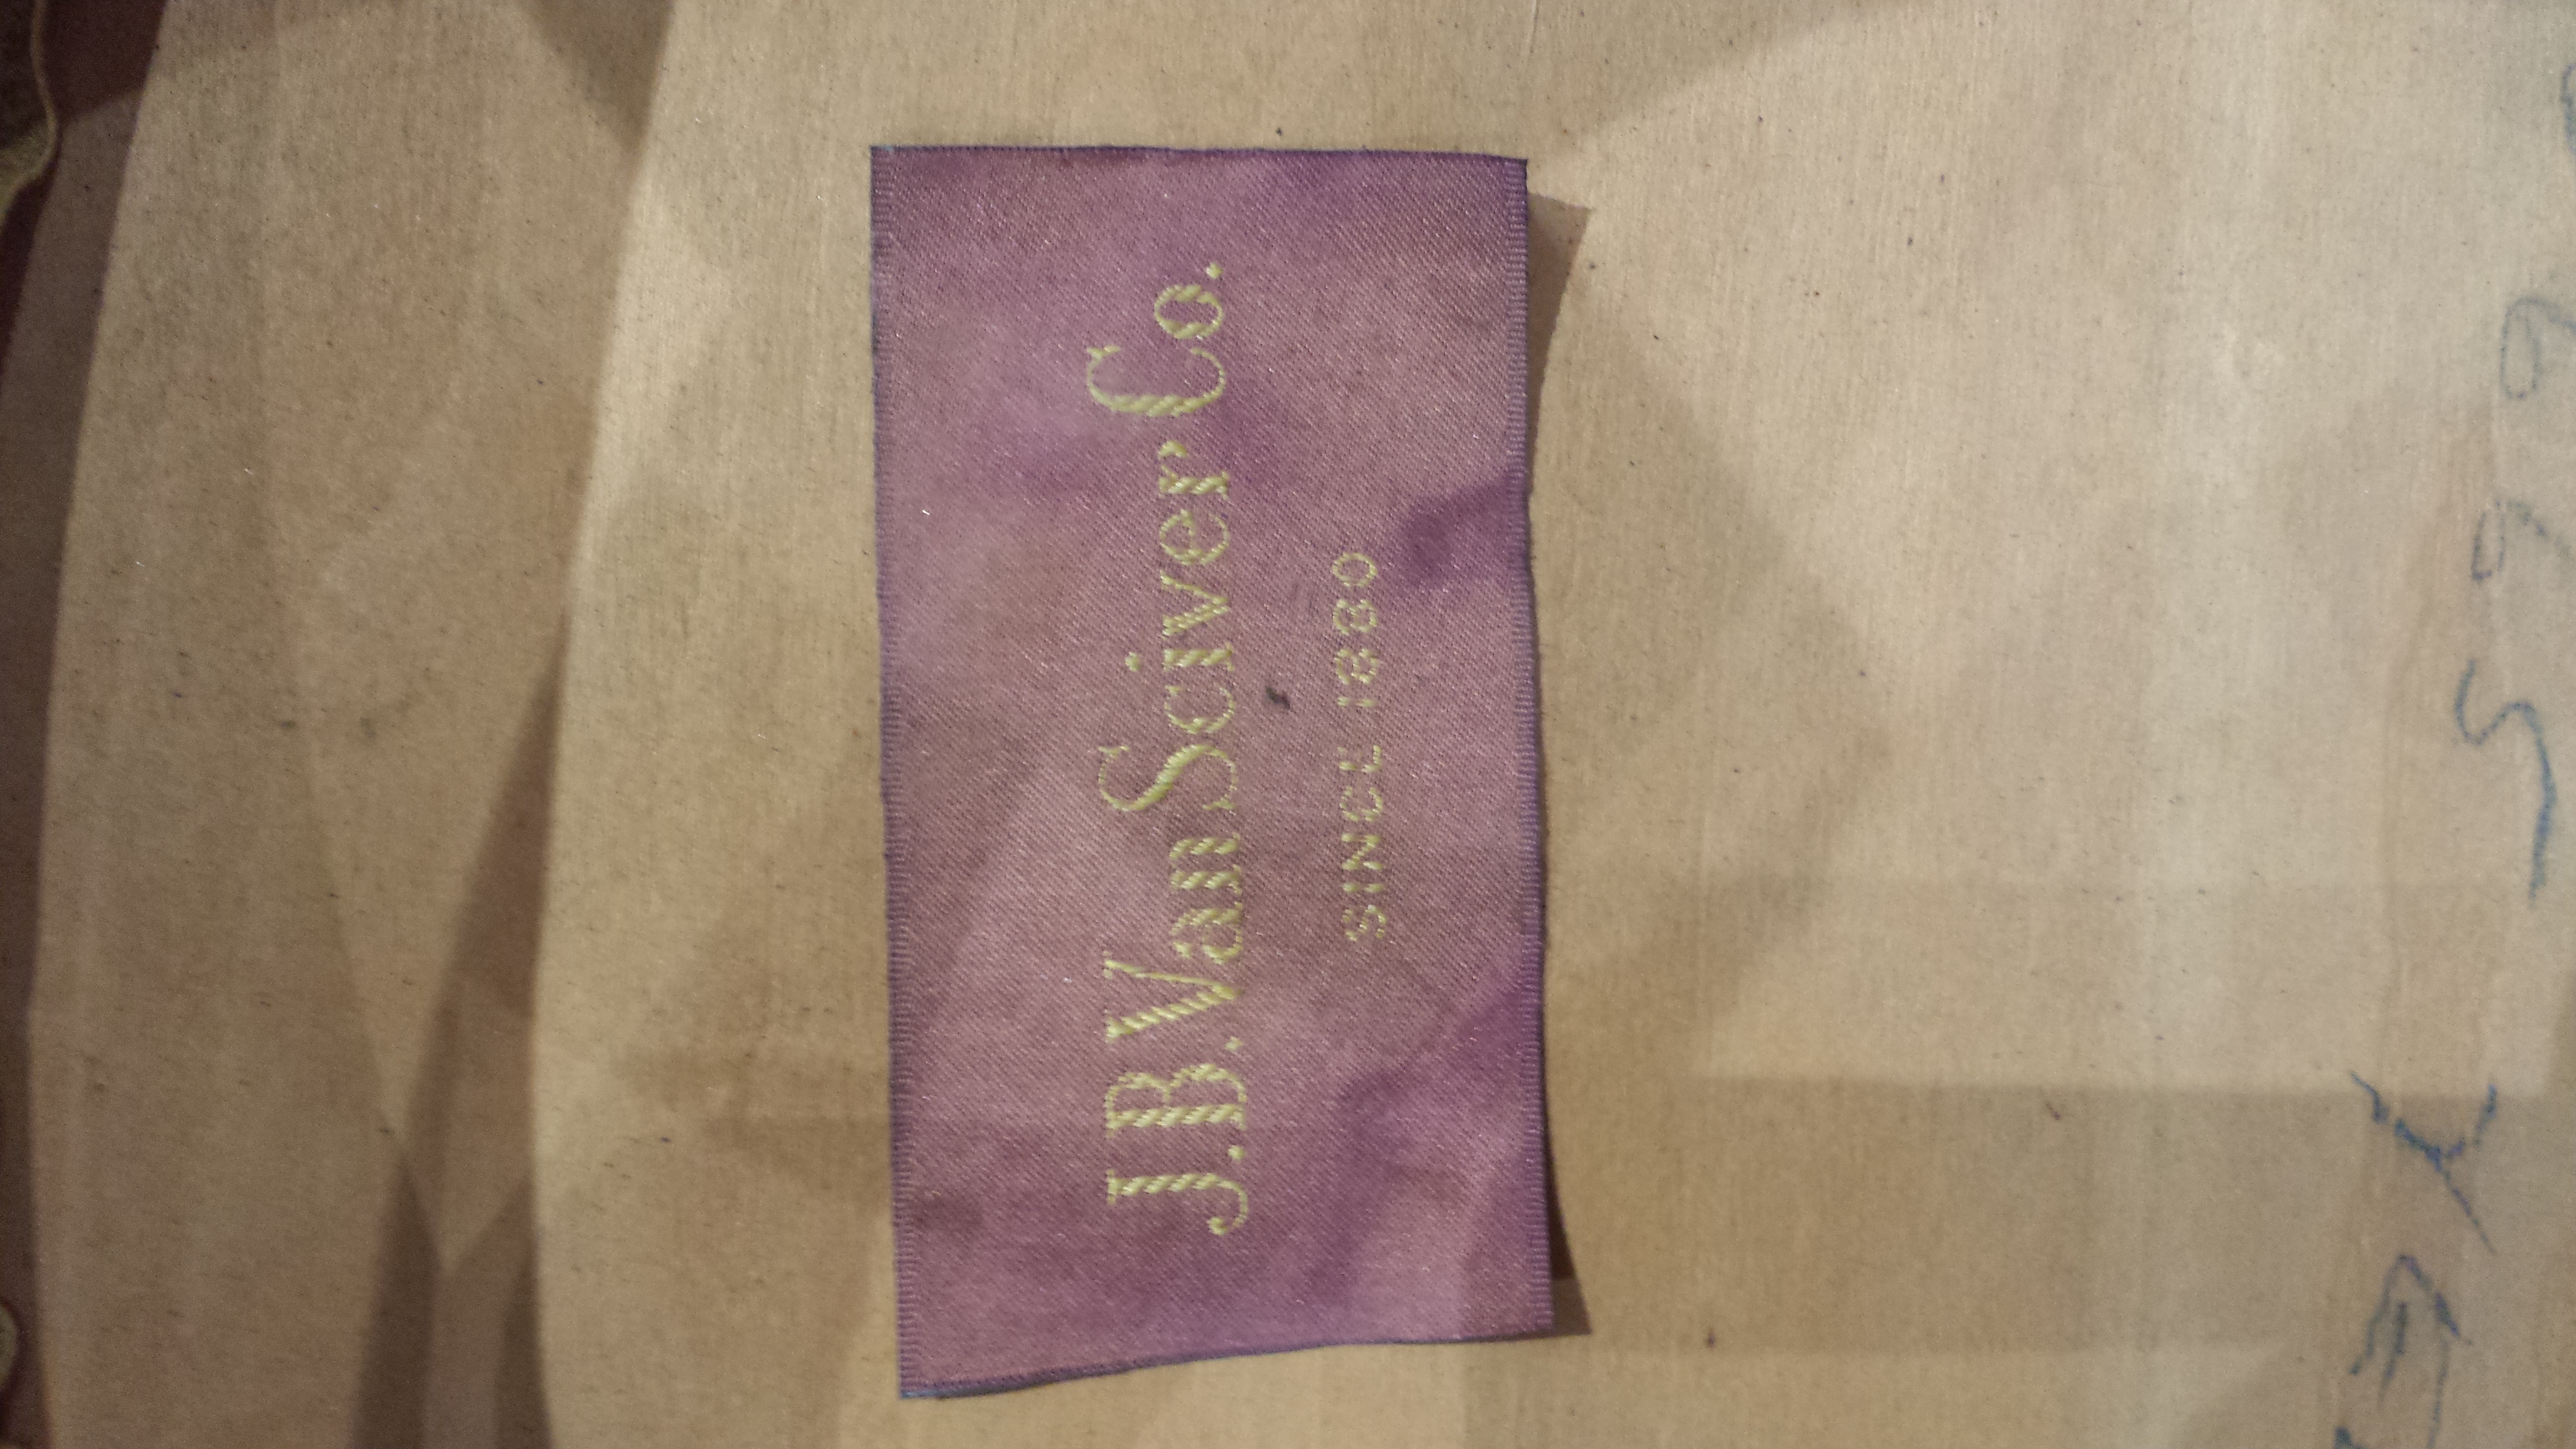 J.B. Van Sciver Co.
SINCE 1880